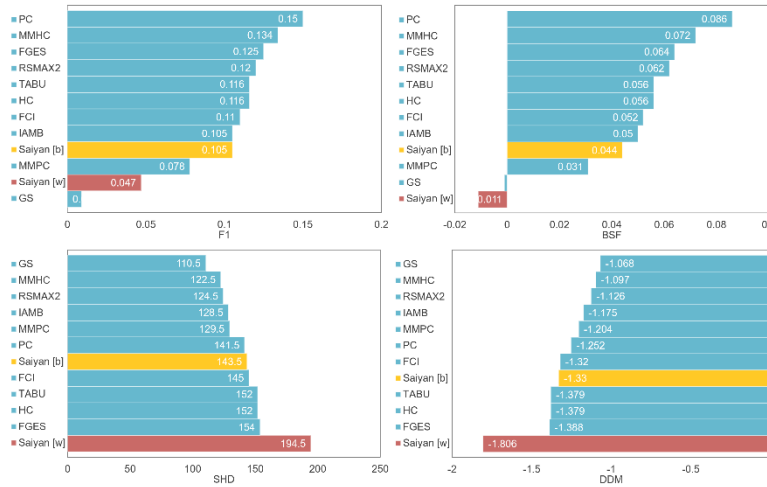 PC 0.15
MMHC 0.134
FGES 0.125
RSMAX2 0.12
TABU 0.116
HC 0.116
FCI 0.11
IAMB 0.105
Saiyan [b] 0.105
MMPC 0.078
Saiyan [w] 0.047
GS 0.
0 0.05 0.1 0.15 0.2
F1
PC 0.086
MMHC 0.072
FGES 0.064
RSMAX2 0.062
TABU 0.056
HC 0.056
FCI 0.052
IAMB 0.05
Saiyan [b] 0.044
MMPC 0.031
GS
Saiyan [w] 0.011
-0.02 0 0.02 0.04 0.06 0.08 0.
BSF
GS 110.5
MMHC 122.5
RSMAX2 124.5
IAMB 128.5
MMPC 129.5
PC 141.5
Saiyan [b] 143.5
FCI 145
TABU 152
HC 152
FGES 154
Saiyan [w] 194.5
0 50 100 150 200 250
SHD
GS -1.068
MMHC -1.097
RSMAX2 -1.126
IAMB -1.175
MMPC -1.204
PC -1.252
FCI -1.32
Saiyan [b] -1.33
TABU -1.379
HC -1.379
FGES -1.388
Saiyan [w] -1.806
-2 -1.5 -1 -0.5
DDM